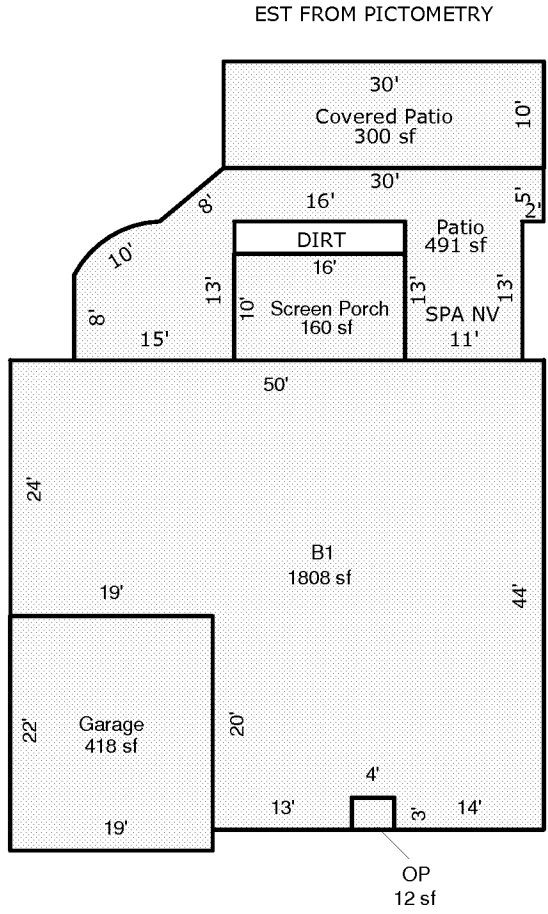 EST FROM PICTOMETRY
30'
Covered Patio
300 sf
10'
30'
5'
2'
8'
16'
Patio
491 sf
10'
DIRT
16'
13'
10'
13'
13'
8'
Screen Porch
160 sf
SPA NV
15'
11'
50'
24'
B1
1808 sf
19'
44'
22'
Garage
418 sf
20'
4'
19'
13'
3'
14'
OP
12 sf